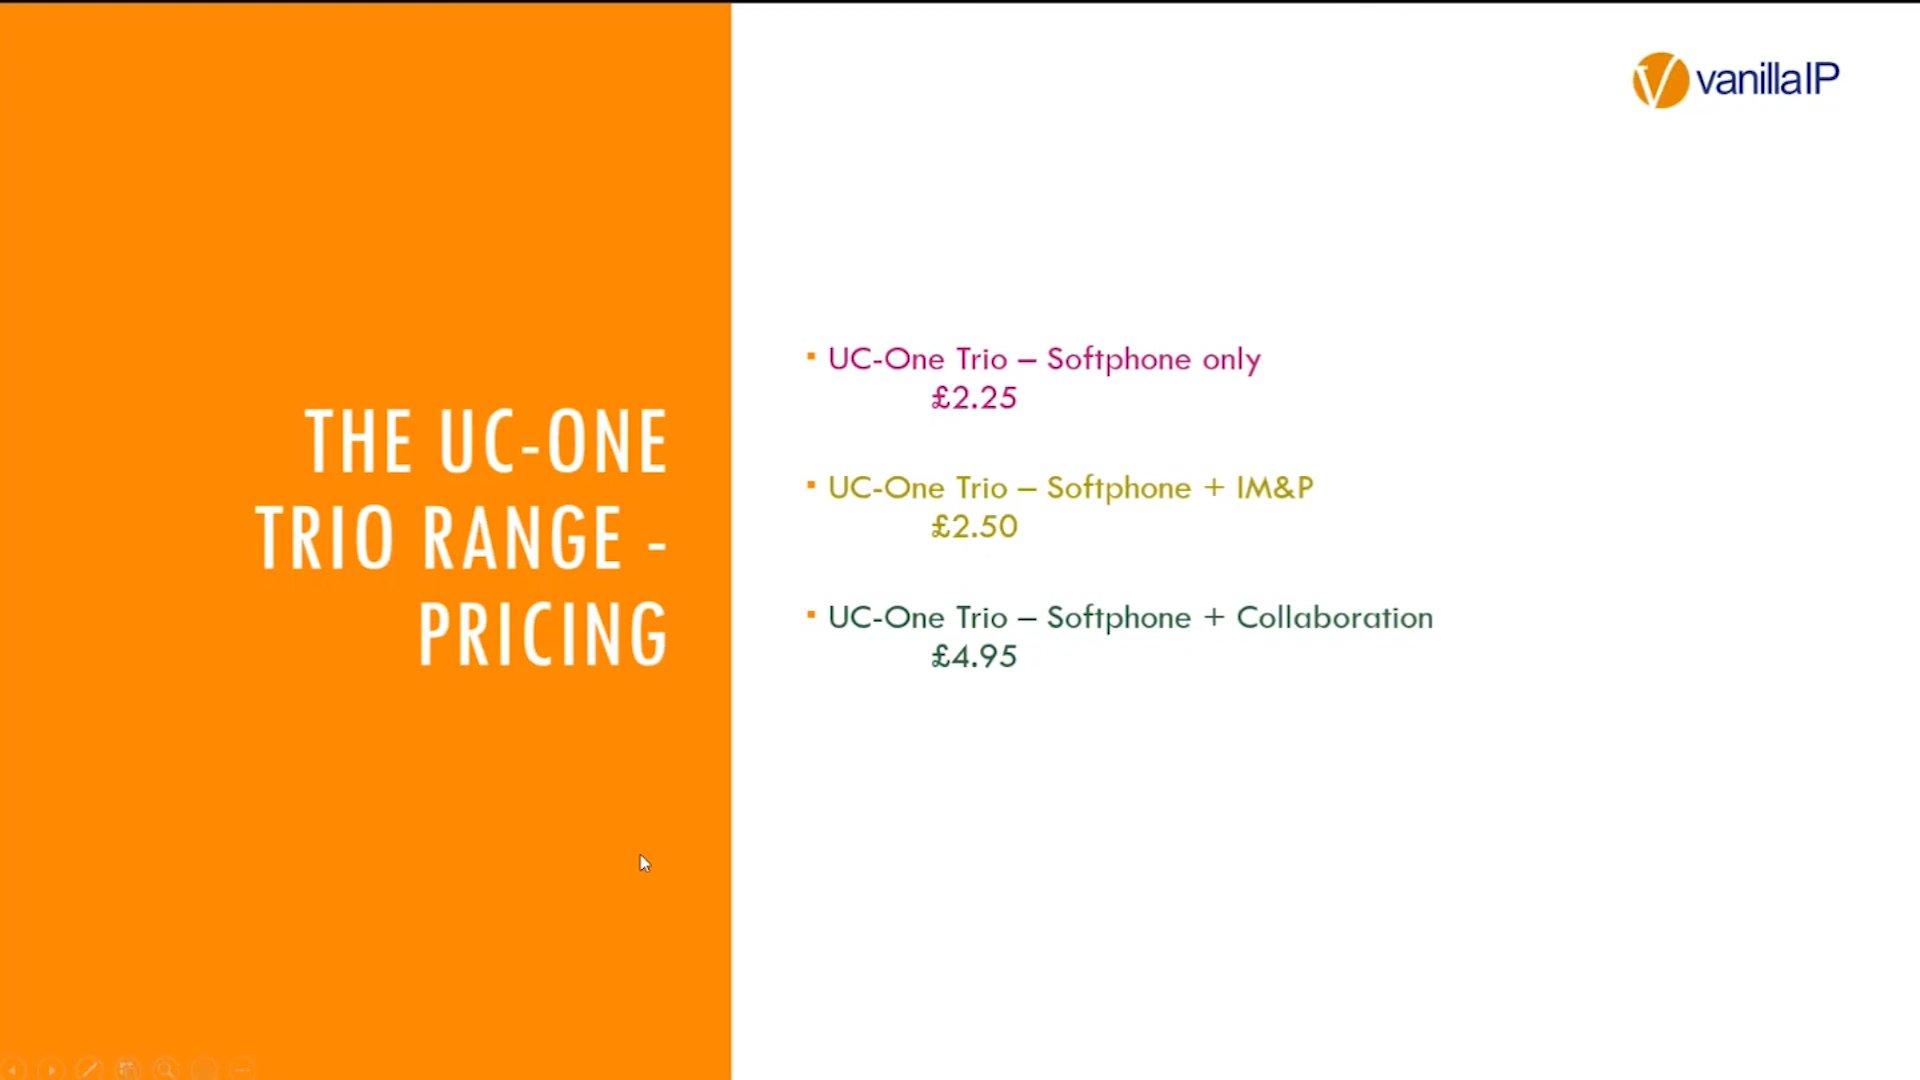 THE UC-ONE
TRIO RANGE -
PRICING
vanillaIP
▪ UC-One Trio – Softphone only
£2.25
▪ UC-One Trio – Softphone + IM&P
£2.50
▪ UC-One Trio – Softphone + Collaboration
£4.95